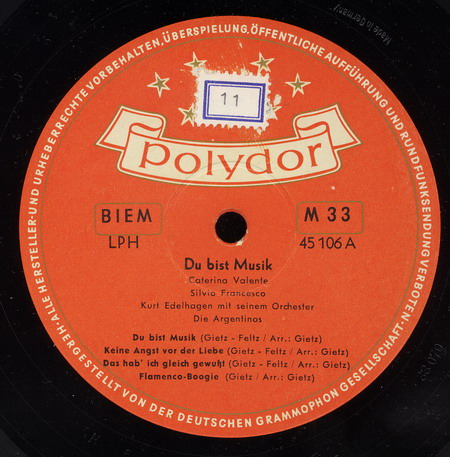 ALLE HERSTELLER- UND URHEBERRECHTE VORBEHALTEN, ÜBERSPIELUNG, ÖFFENTLICHE AUFFÜHRUNG UND RUNDFUNKSENDUNG VERBOTEN.
Made in Germany
11
Polydor
BIEM
M 33
LPH
45 106 A
Du bist Musik
Caterina Valente
Silvio Francesco
Kurt Edelhagen mit seinem Orchester
Die Argentinos
Du bist Musik (Gietz - Feltz / Arr.: Gietz)
Keine Angst vor der Liebe (Gietz - Feltz / Arr.: Gietz)
Das hab' ich gleich gewußt (Gietz - Feltz / Arr.: Gietz)
Flamenco-Boogie (Gietz / Arr.: Gietz)
HERGESTELLT VON DER DEUTSCHEN GRAMMOPHON GESELLSCHAFT